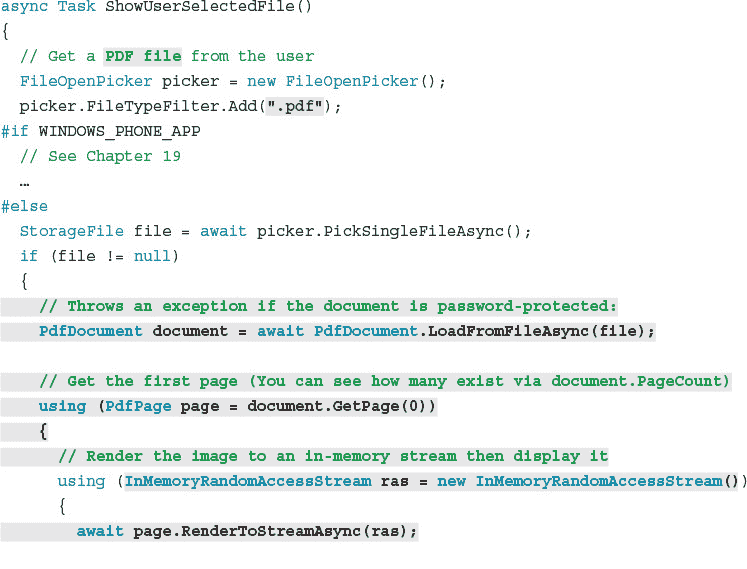 async Task ShowUserSelectedFile()
{
  // Get a PDF file from the user
  FileOpenPicker picker = new FileOpenPicker();
  picker.FileTypeFilter.Add(".pdf");
#if WINDOWS_PHONE_APP
  // See Chapter 19
  …
#else
  StorageFile file = await picker.PickSingleFileAsync();
  if (file != null)
  {
    // Throws an exception if the document is password-protected:
    PdfDocument document = await PdfDocument.LoadFromFileAsync(file);

    // Get the first page (You can see how many exist via document.PageCount)
    using (PdfPage page = document.GetPage(0))
    {
      // Render the image to an in-memory stream then display it
      using (InMemoryRandomAccessStream ras = new InMemoryRandomAccessStream())
      {
        await page.RenderToStreamAsync(ras);